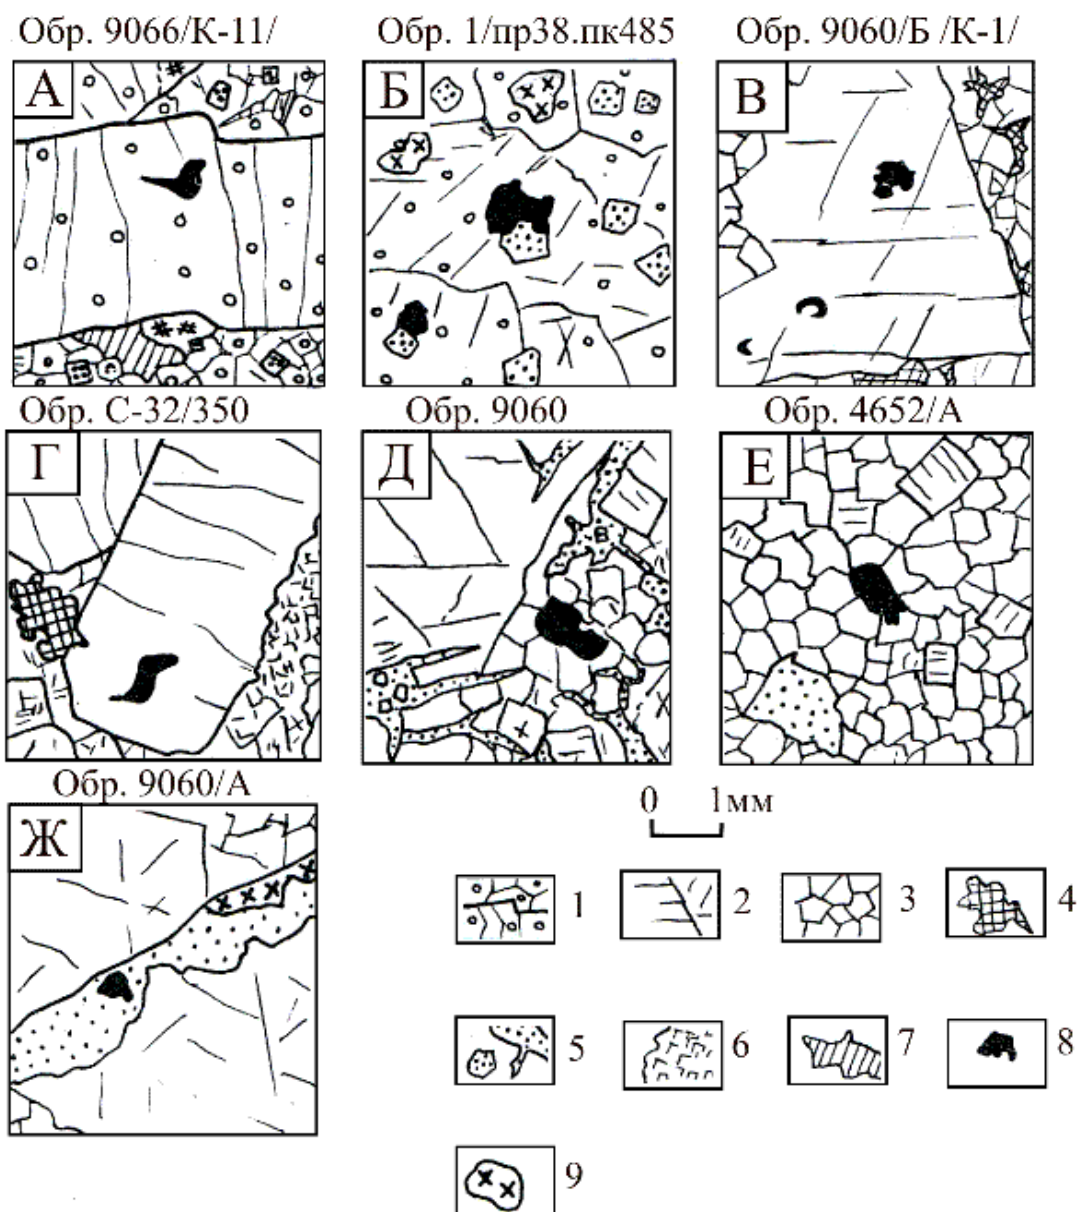 Обр. 9066/К-11/ Обр. 1/пр38.пк485 Обр. 9060/Б /К-1/
А Б В
Обр. С-32/350 Обр. 9060 Обр. 4652/А
Г Д Е
Обр. 9060/А
Ж
0 1мм
1 2 3 4
5 6 7 8
9